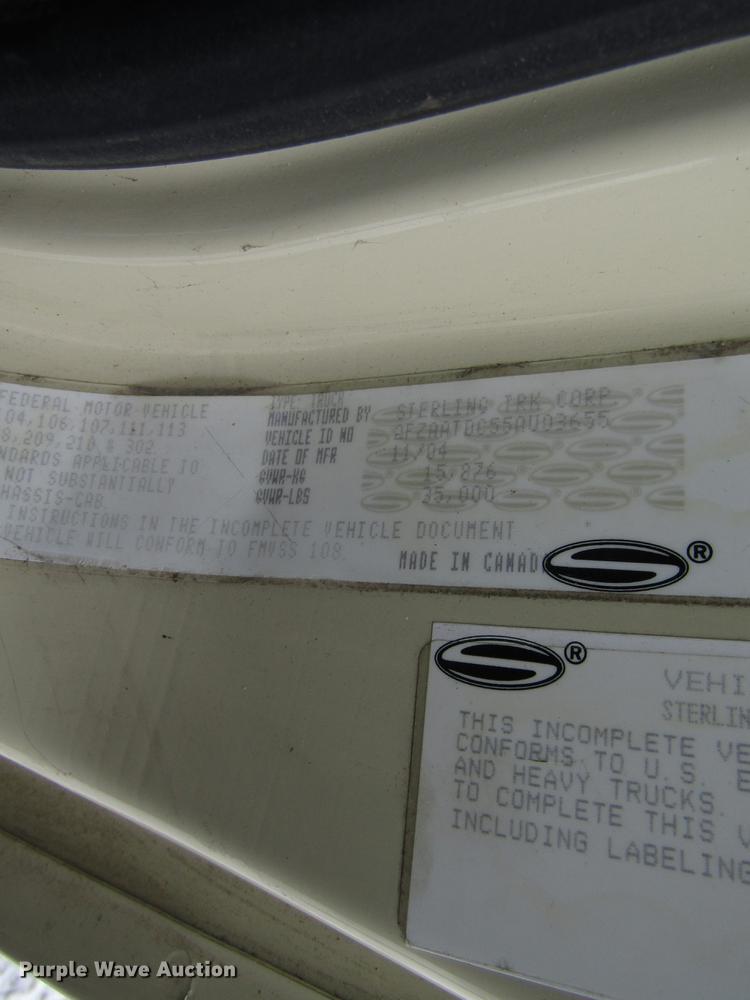 FEDERAL MOTOR VEHICLE
104, 106, 107, 111, 113
8, 209, 210 & 302
NDARDS APPLICABLE TO
NOT SUBSTANTIALLY
HASSIS-CAB
INSTRUCTIONS IN THE INCOMPLETE VEHICLE DOCUMENT
VEHICLE WILL CONFORM TO FMVSS 108
TYPE: TRUCK
MANUFACTURED BY STERLING TRK CORP
VEHICLE ID NO
DATE OF MFR 11/04
GVWR-KG 15,876
GVWR-LBS 35,000
MADE IN CANAD
S®
S®
VEHI
STERLIN
THIS INCOMPLETE VE
CONFORMS TO U.S. E
AND HEAVY TRUCKS.
TO COMPLETE THIS V
INCLUDING LABELING
Purple Wave Auction